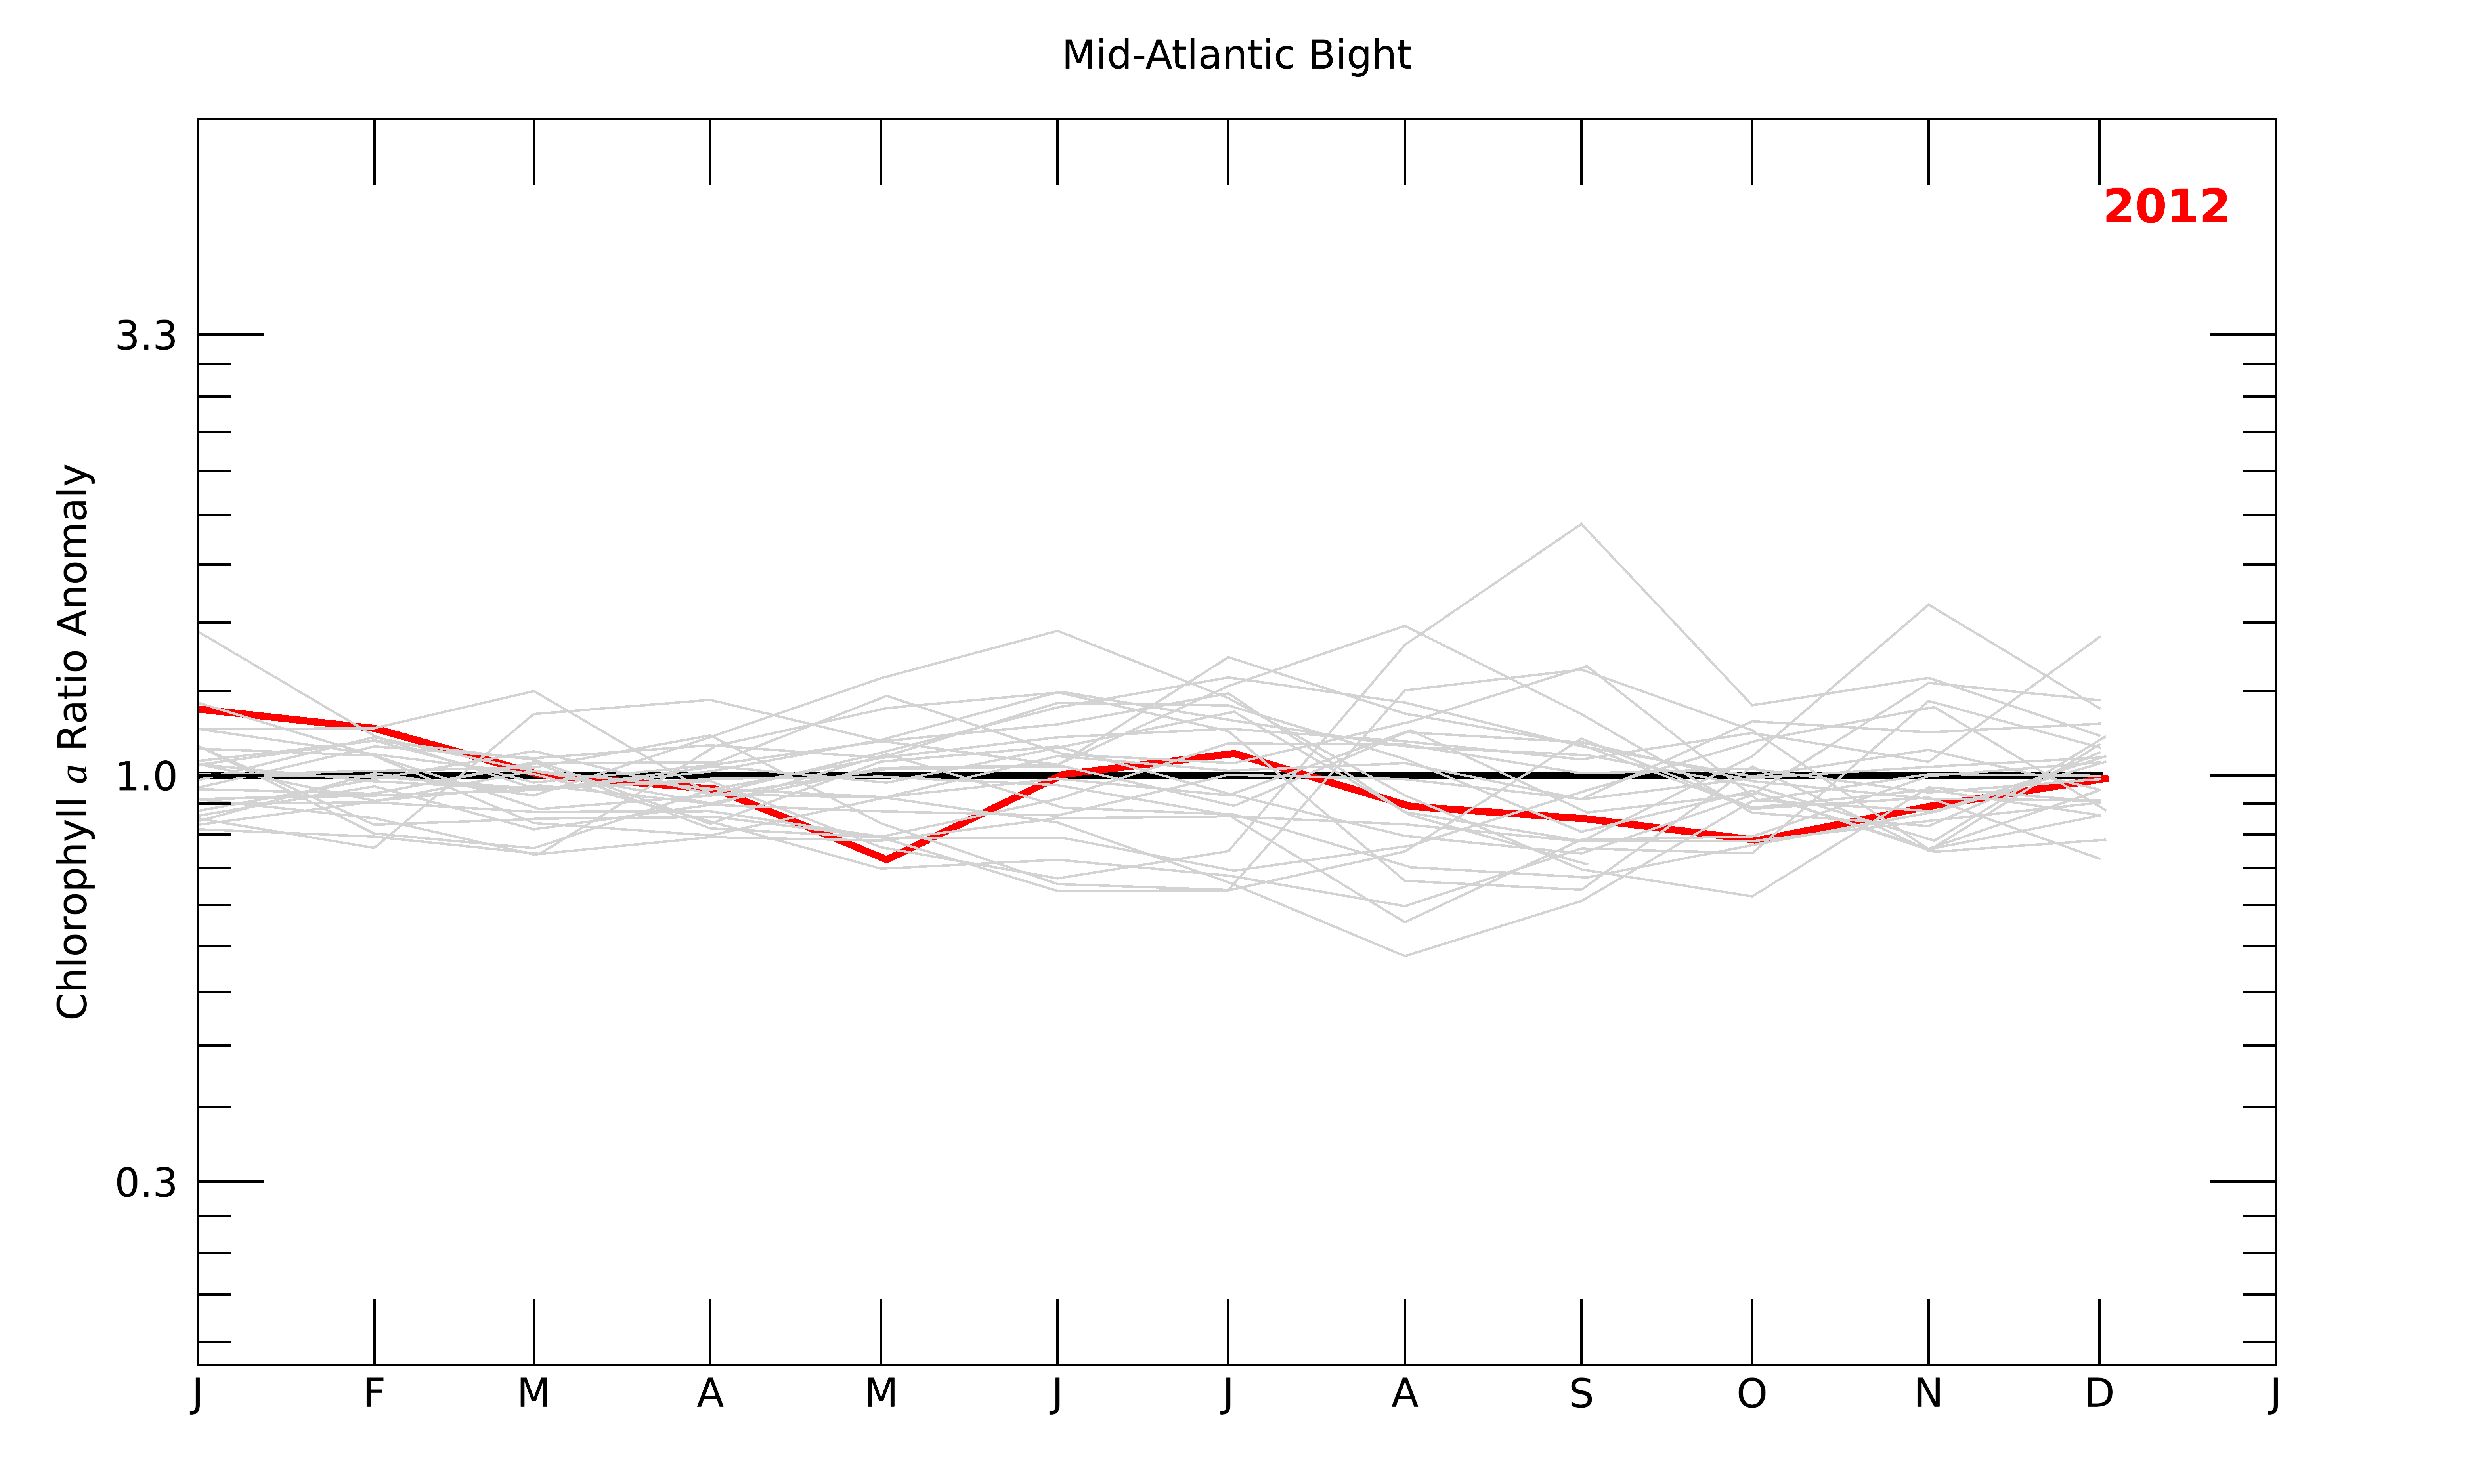 Mid-Atlantic Bight
2012
Chlorophyll a Ratio Anomaly
3.3
1.0
0.3
J F M A M J J A S O N D J